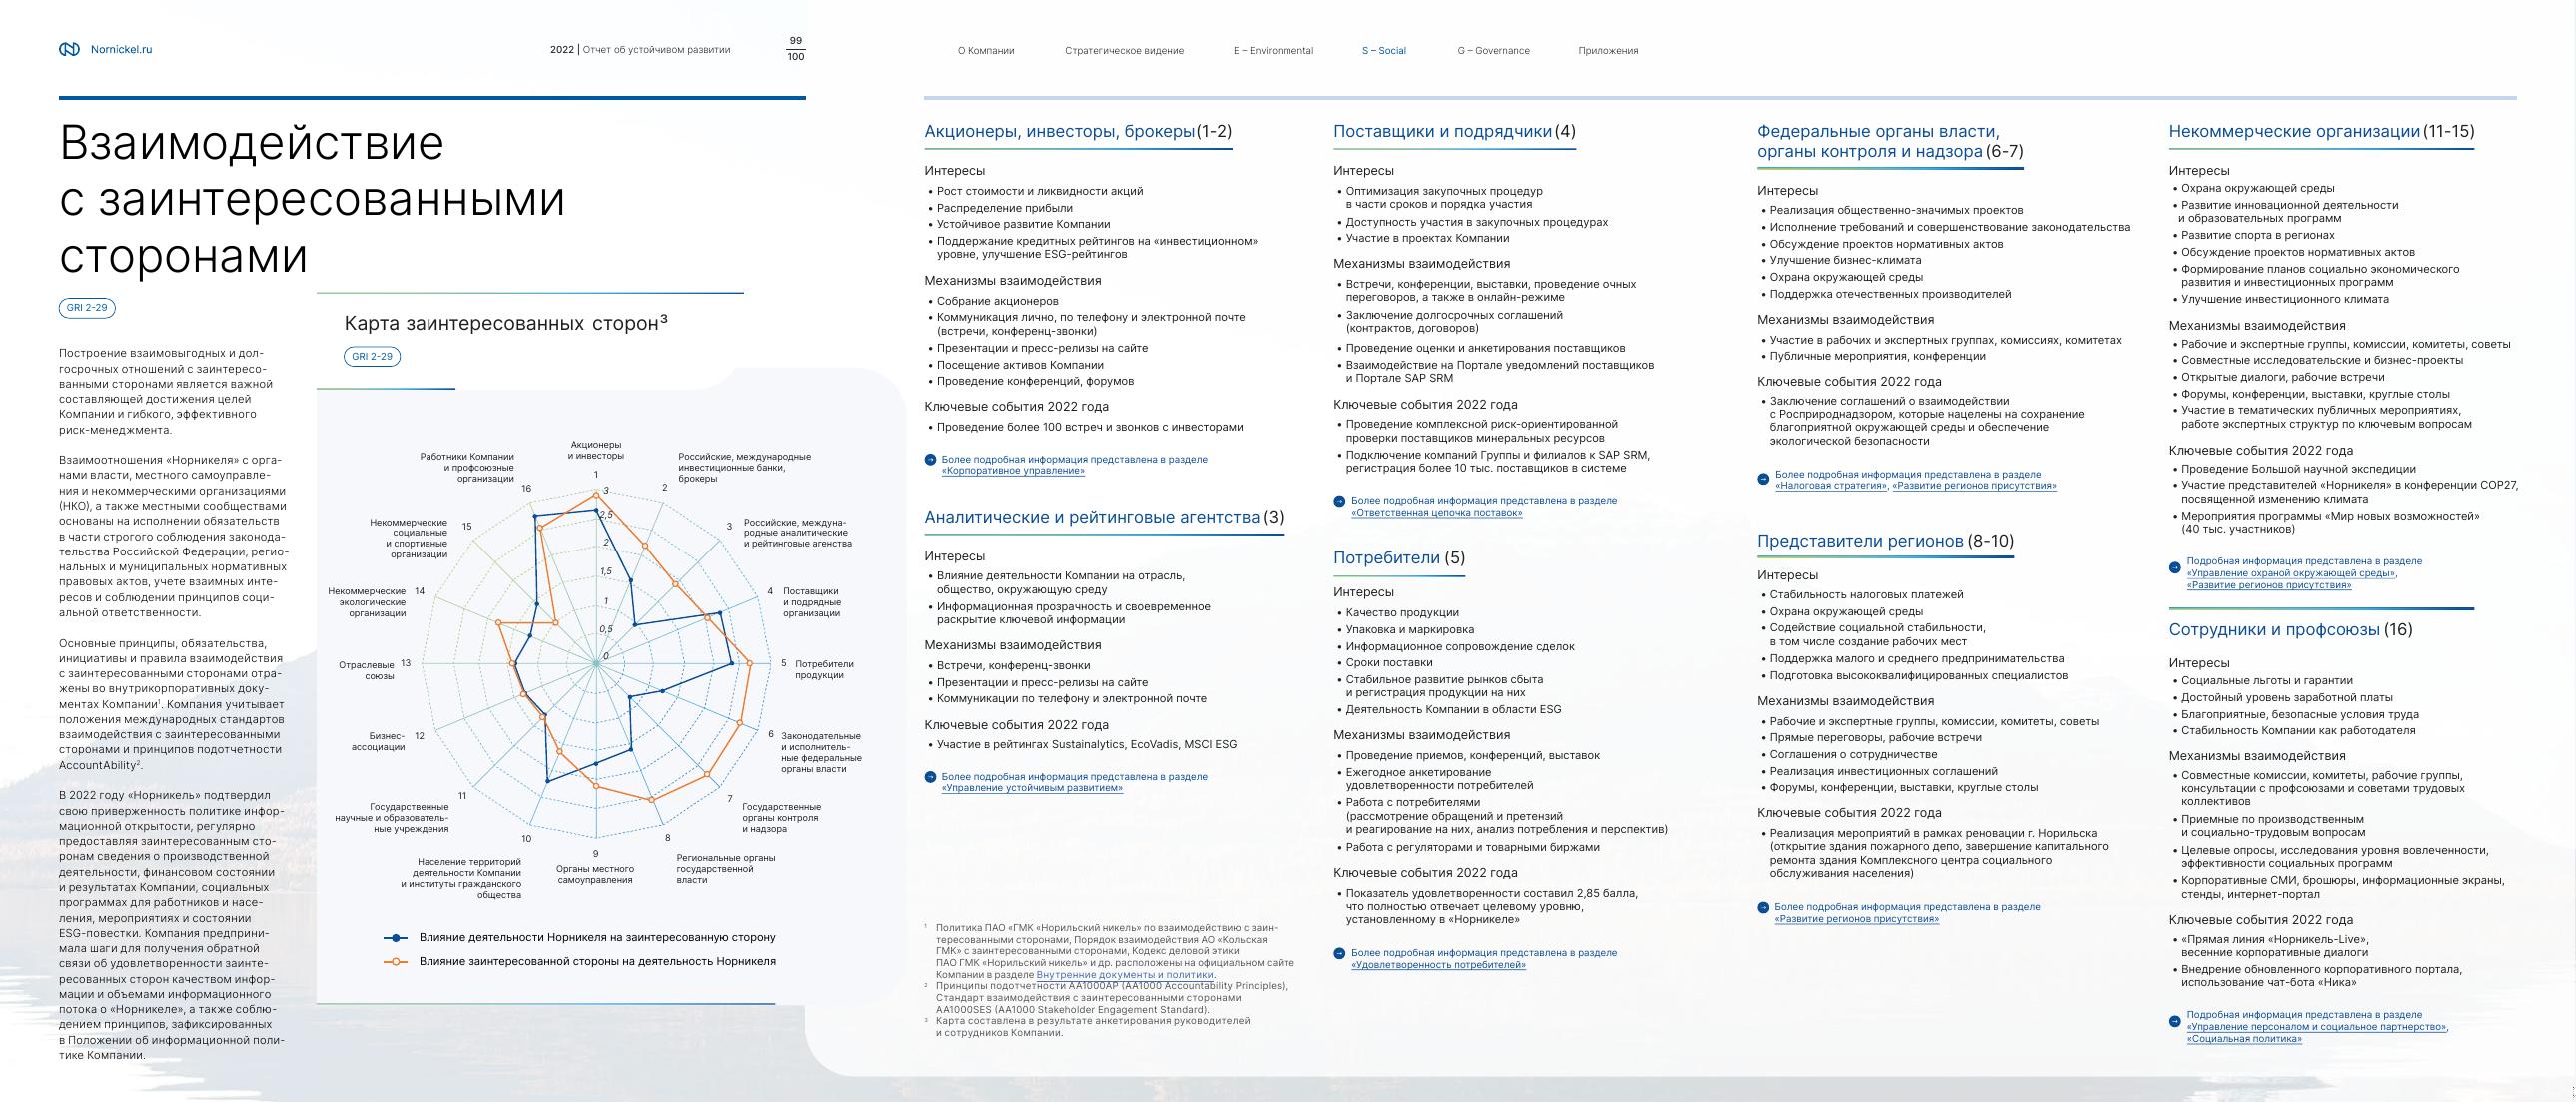 Nornickel.ru
2022 | Отчет об устойчивом развитии
99
100
О Компании
Стратегическое видение
E – Environmental
S – Social
G – Governance
Приложения
Взаимодействие
с заинтересованными
сторонами
GRI 2-29
Построение взаимовыгодных и дол-
госрочных отношений с заинтересо-
ванными сторонами является важной
составляющей достижения целей
Компании и гибкого, эффективного
риск-менеджмента.
Взаимоотношения «Норникеля» с орга-
нами власти, местного самоуправле-
ния и некоммерческими организациями
(НКО), а также местными сообществами
основаны на исполнении обязательств
в части строгого соблюдения законода-
тельства Российской Федерации, регио-
нальных и муниципальных нормативных
правовых актов, учете взаимных инте-
ресов и соблюдении принципов соци-
альной ответственности.
Основные принципы, обязательства,
инициативы и правила взаимодействия
с заинтересованными сторонами отра-
жены во внутрикорпоративных доку-
ментах Компании¹. Компания учитывает
положения международных стандартов
взаимодействия с заинтересованными
сторонами и принципов подотчетности
AccountAbility².
В 2022 году «Норникель» подтвердил
свою приверженность политике инфор-
мационной открытости, регулярно
предоставляя заинтересованным сто-
ронам сведения о производственной
деятельности, финансовом состоянии
и результатах Компании, социальных
программах для работников и насе-
ления, мероприятиях и состоянии
ESG-повестки. Компания предприни-
мала шаги для получения обратной
связи об удовлетворенности заинте-
ресованных сторон качеством инфор-
мации и объемами информационного
потока о «Норникеле», а также соблю-
дением принципов, зафиксированных
в Положении об информационной поли-
тике Компании.
Карта заинтересованных сторон³
GRI 2-29
Акционеры
и инвесторы
1
Российские, международные
инвестиционные банки,
брокеры
2
3
Российские, междуна-
родные аналитические
и рейтинговые агенства
4
Поставщики
и подрядные
организации
5
Потребители
продукции
6
Законодательные
и исполнитель-
ные федеральные
органы власти
7
Государственные
органы контроля
и надзора
8
Региональные органы
государственной
власти
9
Органы местного
самоуправления
10
Население территорий
деятельности Компании
и институты гражданского
общества
11
Государственные
научные и образователь-
ные учреждения
Бизнес-
ассоциации
12
Отраслевые
союзы
13
Некоммерческие
экологические
организации
14
Некоммерческие
социальные
и спортивные
организации
15
Работники Компании
и профсоюзные
организации
16
3
2,5
2
1,5
1
0,5
0
Влияние деятельности Норникеля на заинтересованную сторону
Влияние заинтересованной стороны на деятельность Норникеля
Акционеры, инвесторы, брокеры (1-2)
Интересы
• Рост стоимости и ликвидности акций
• Распределение прибыли
• Устойчивое развитие Компании
• Поддержание кредитных рейтингов на «инвестиционном»
уровне, улучшение ESG-рейтингов
Механизмы взаимодействия
• Собрание акционеров
• Коммуникация лично, по телефону и электронной почте
(встречи, конференц-звонки)
• Презентации и пресс-релизы на сайте
• Посещение активов Компании
• Проведение конференций, форумов
Ключевые события 2022 года
• Проведение более 100 встреч и звонков с инвесторами
Более подробная информация представлена в разделе
«Корпоративное управление»
Аналитические и рейтинговые агентства (3)
Интересы
• Влияние деятельности Компании на отрасль,
общество, окружающую среду
• Информационная прозрачность и своевременное
раскрытие ключевой информации
Механизмы взаимодействия
• Встречи, конференц-звонки
• Презентации и пресс-релизы на сайте
• Коммуникации по телефону и электронной почте
Ключевые события 2022 года
• Участие в рейтингах Sustainalytics, EcoVadis, MSCI ESG
Более подробная информация представлена в разделе
«Управление устойчивым развитием»
¹ Политика ПАО «ГМК «Норильский никель» по взаимодействию с заин-
тересованными сторонами, Порядок взаимодействия АО «Кольская
ГМК» с заинтересованными сторонами, Кодекс деловой этики
ПАО ГМК «Норильский никель» и др. расположены на официальном сайте
Компании в разделе Внутренние документы и политики.
² Принципы подотчетности AA1000AP (AA1000 Accountability Principles),
Стандарт взаимодействия с заинтересованными сторонами
AA1000SES (AA1000 Stakeholder Engagement Standard).
³ Карта составлена в результате анкетирования руководителей
и сотрудников Компании.
Поставщики и подрядчики (4)
Интересы
• Оптимизация закупочных процедур
в части сроков и порядка участия
• Доступность участия в закупочных процедурах
• Участие в проектах Компании
Механизмы взаимодействия
• Встречи, конференции, выставки, проведение очных
переговоров, а также в онлайн-режиме
• Заключение долгосрочных соглашений
(контрактов, договоров)
• Проведение оценки и анкетирования поставщиков
• Взаимодействие на Портале уведомлений поставщиков
и Портале SAP SRM
Ключевые события 2022 года
• Проведение комплексной риск-ориентированной
проверки поставщиков минеральных ресурсов
• Подключение компаний Группы и филиалов к SAP SRM,
регистрация более 10 тыс. поставщиков в системе
Более подробная информация представлена в разделе
«Ответственная цепочка поставок»
Потребители (5)
Интересы
• Качество продукции
• Упаковка и маркировка
• Информационное сопровождение сделок
• Сроки поставки
• Стабильное развитие рынков сбыта
и регистрация продукции на них
• Деятельность Компании в области ESG
Механизмы взаимодействия
• Проведение приемов, конференций, выставок
• Ежегодное анкетирование
удовлетворенности потребителей
• Работа с потребителями
(рассмотрение обращений и претензий
и реагирование на них, анализ потребления и перспектив)
• Работа с регуляторами и товарными биржами
Ключевые события 2022 года
• Показатель удовлетворенности составил 2,85 балла,
что полностью отвечает целевому уровню,
установленному в «Норникеле»
Более подробная информация представлена в разделе
«Удовлетворенность потребителей»
Федеральные органы власти,
органы контроля и надзора (6-7)
Интересы
• Реализация общественно-значимых проектов
• Исполнение требований и совершенствование законодательства
• Обсуждение проектов нормативных актов
• Улучшение бизнес-климата
• Охрана окружающей среды
• Поддержка отечественных производителей
Механизмы взаимодействия
• Участие в рабочих и экспертных группах, комиссиях, комитетах
• Публичные мероприятия, конференции
Ключевые события 2022 года
• Заключение соглашений о взаимодействии
с Росприроднадзором, которые нацелены на сохранение
благоприятной окружающей среды и обеспечение
экологической безопасности
Более подробная информация представлена в разделе
«Налоговая стратегия», «Развитие регионов присутствия»
Представители регионов (8-10)
Интересы
• Стабильность налоговых платежей
• Охрана окружающей среды
• Содействие социальной стабильности,
в том числе создание рабочих мест
• Поддержка малого и среднего предпринимательства
• Подготовка высококвалифицированных специалистов
Механизмы взаимодействия
• Рабочие и экспертные группы, комиссии, комитеты, советы
• Прямые переговоры, рабочие встречи
• Соглашения о сотрудничестве
• Реализация инвестиционных соглашений
• Форумы, конференции, выставки, круглые столы
Ключевые события 2022 года
• Реализация мероприятий в рамках реновации г. Норильска
(открытие здания пожарного депо, завершение капитального
ремонта здания Комплексного центра социального
обслуживания населения)
Более подробная информация представлена в разделе
«Развитие регионов присутствия»
Некоммерческие организации (11-15)
Интересы
• Охрана окружающей среды
• Развитие инновационной деятельности
и образовательных программ
• Развитие спорта в регионах
• Обсуждение проектов нормативных актов
• Формирование планов социально экономического
развития и инвестиционных программ
• Улучшение инвестиционного климата
Механизмы взаимодействия
• Рабочие и экспертные группы, комиссии, комитеты, советы
• Совместные исследовательские и бизнес-проекты
• Открытые диалоги, рабочие встречи
• Форумы, конференции, выставки, круглые столы
• Участие в тематических публичных мероприятиях,
работе экспертных структур по ключевым вопросам
Ключевые события 2022 года
• Проведение Большой научной экспедиции
• Участие представителей «Норникеля» в конференции COP27,
посвященной изменению климата
• Мероприятия программы «Мир новых возможностей»
(40 тыс. участников)
Подробная информация представлена в разделе
«Управление охраной окружающей среды»,
«Развитие регионов присутствия»
Сотрудники и профсоюзы (16)
Интересы
• Социальные льготы и гарантии
• Достойный уровень заработной платы
• Благоприятные, безопасные условия труда
• Стабильность Компании как работодателя
Механизмы взаимодействия
• Совместные комиссии, комитеты, рабочие группы,
консультации с профсоюзами и советами трудовых
коллективов
• Приемные по производственным
и социально-трудовым вопросам
• Целевые опросы, исследования уровня вовлеченности,
эффективности социальных программ
• Корпоративные СМИ, брошюры, информационные экраны,
стенды, интернет-портал
Ключевые события 2022 года
• «Прямая линия «Норникель-Live»,
весенние корпоративные диалоги
• Внедрение обновленного корпоративного портала,
использование чат-бота «Ника»
Подробная информация представлена в разделе
«Управление персоналом и социальное партнерство»,
«Социальная политика»